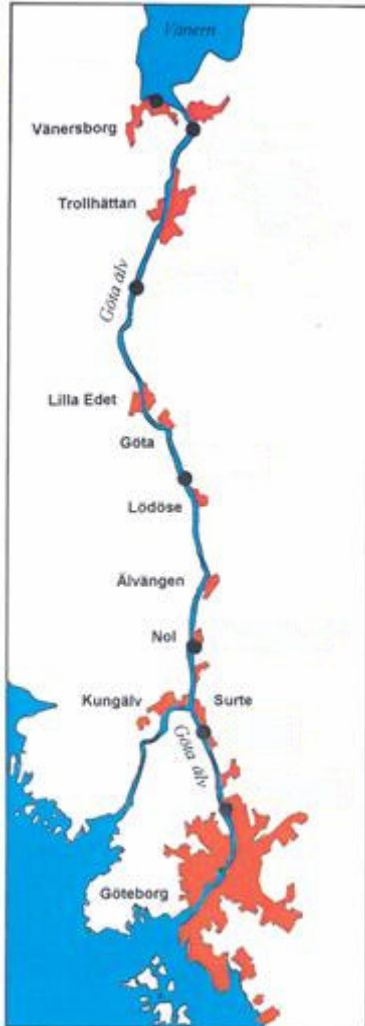 Vänern
Vänersborg
Trollhättan
Göta älv
Lilla Edet
Göta
Lödöse
Älvängen
Nol
Kungälv
Surte
Göta älv
Göteborg